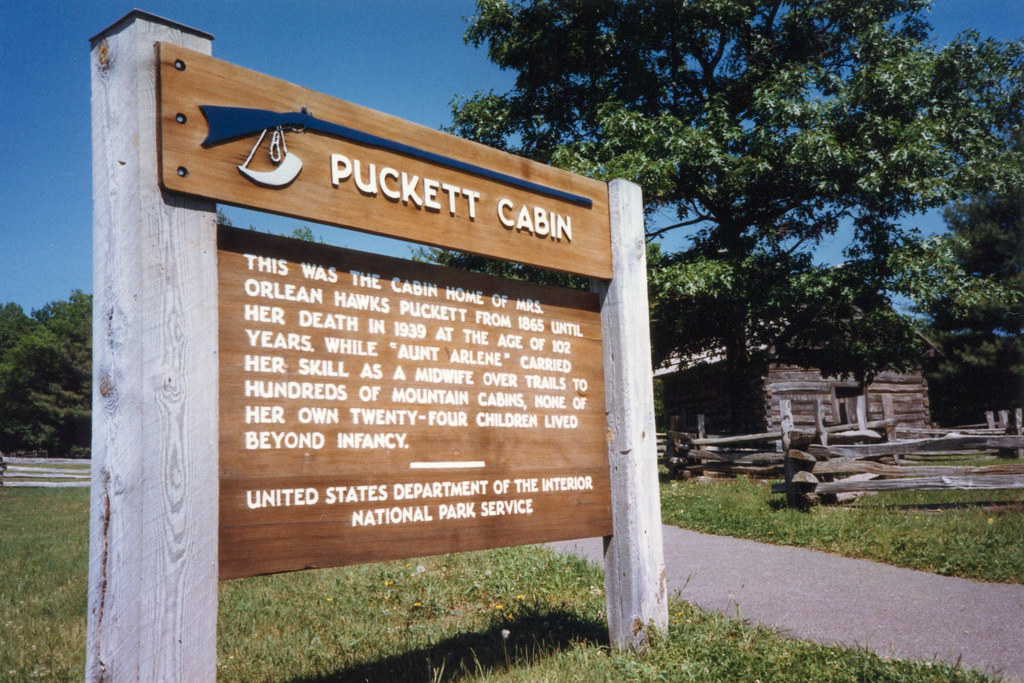 PUCKETT CABIN
THIS WAS THE CABIN HOME OF MRS.
ORLEAN HAWKS PUCKETT FROM 1865 UNTIL
HER DEATH IN 1939 AT THE AGE OF 102
YEARS. WHILE "AUNT ARLENE" CARRIED
HER SKILL AS A MIDWIFE OVER TRAILS TO
HUNDREDS OF MOUNTAIN CABINS, NONE OF
HER OWN TWENTY-FOUR CHILDREN LIVED
BEYOND INFANCY.
UNITED STATES DEPARTMENT OF THE INTERIOR
NATIONAL PARK SERVICE